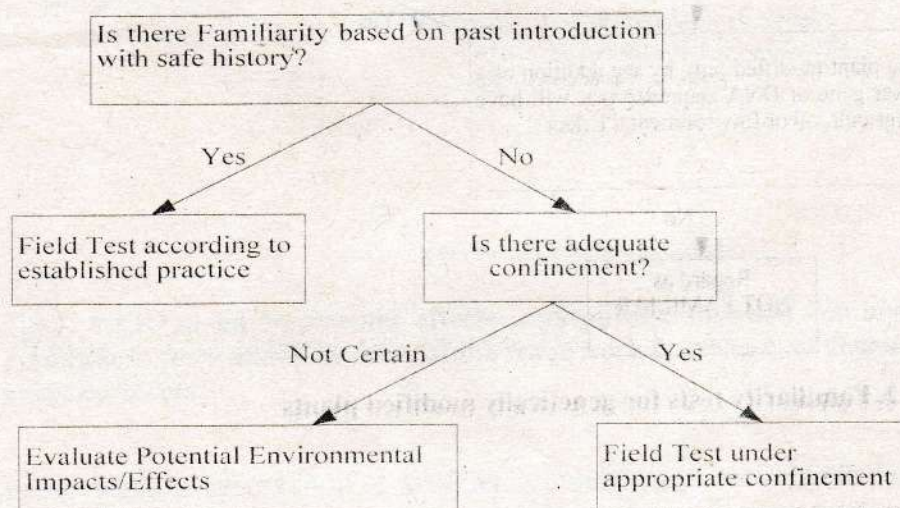 Is there Familiarity based on past introduction
with safe history?
Yes
No
Field Test according to
established practice
Is there adequate
confinement?
Not Certain
Yes
Evaluate Potential Environmental
Impacts/Effects
Field Test under
appropriate confinement